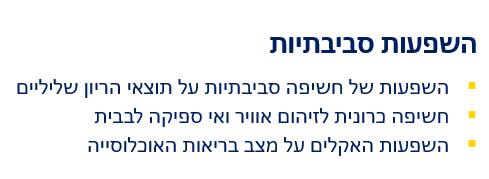 השפעות סביבתיות
השפעות של חשיפה סביבתיות על תוצאי הריון שליליים
חשיפה כרונית לזיהום אוויר ואי ספיקה לבבית
השפעות האקלים על מצב בריאות האוכלוסייה